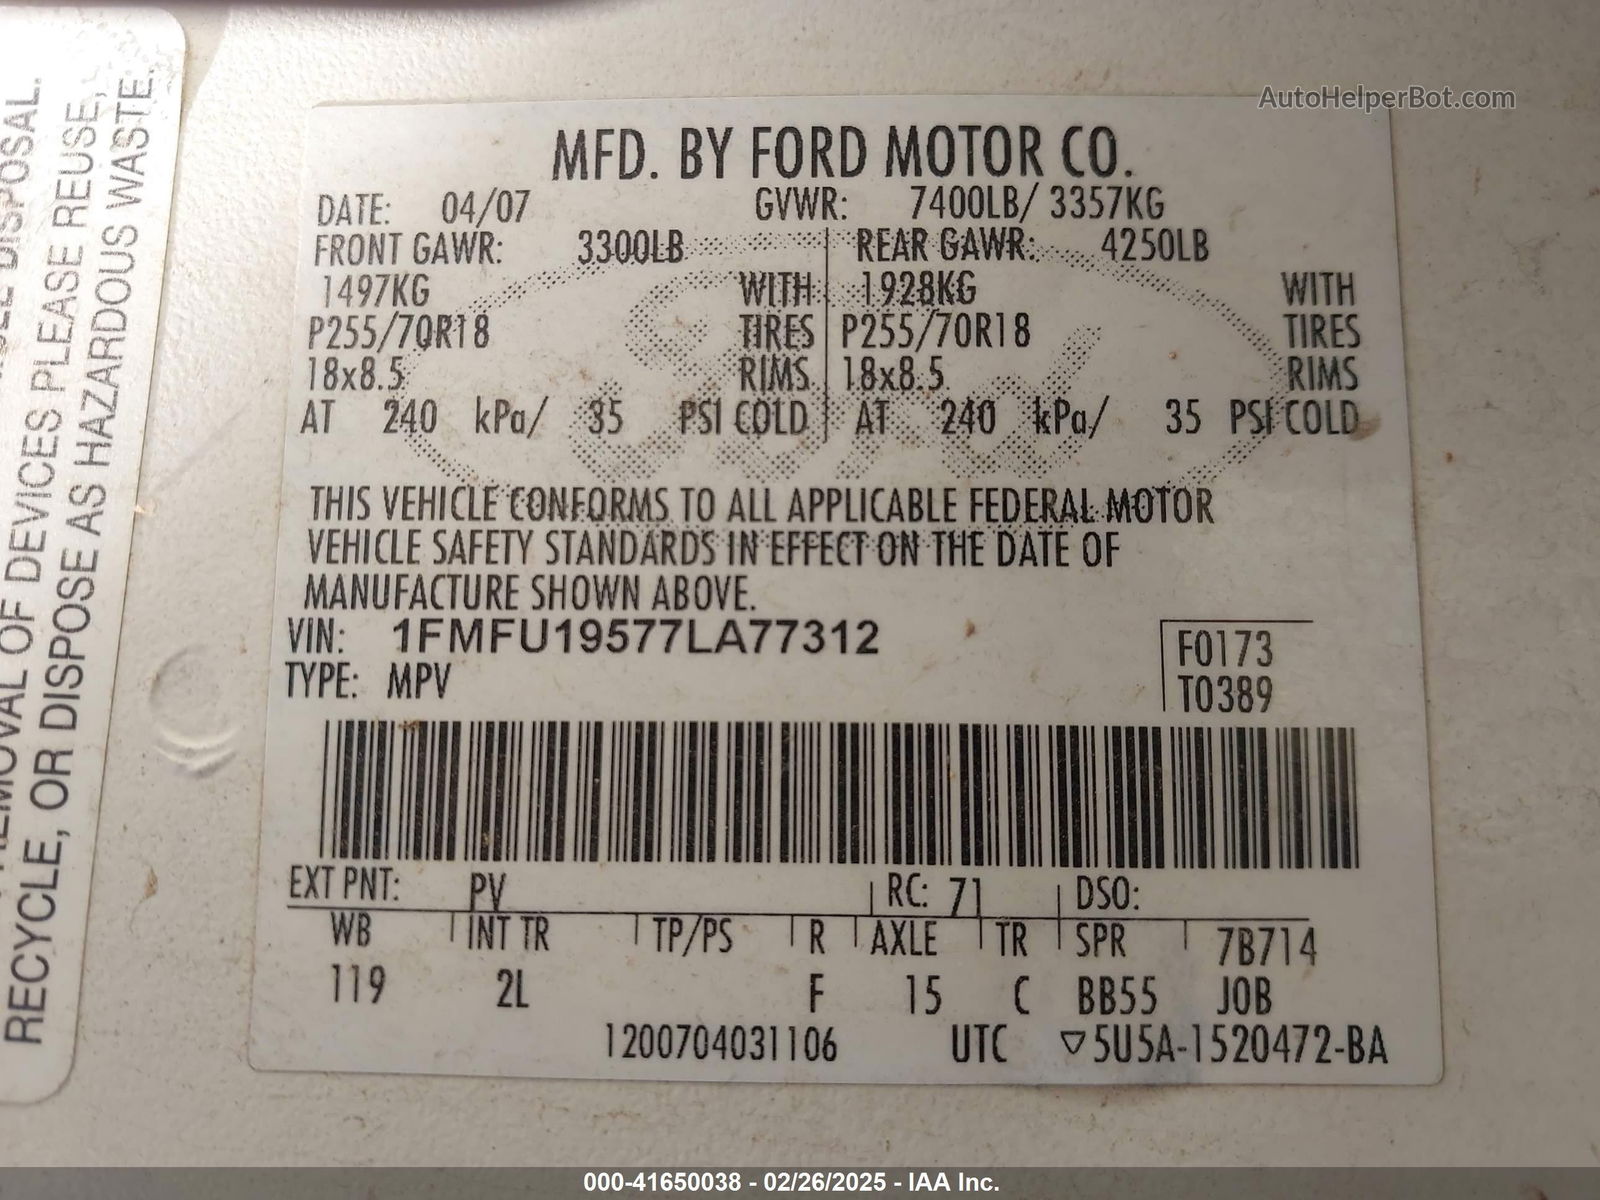 AutoHelperBot.com
DISPOSAL.
REMOVAL OF DEVICES PLEASE REUSE,
RECYCLE, OR DISPOSE AS HAZARDOUS WASTE.
MFD. BY FORD MOTOR CO.
DATE: 04/07 GVWR: 7400LB/ 3357KG
FRONT GAWR: 3300LB REAR GAWR: 4250LB
1497KG WITH 1928KG WITH
P255/70R18 TIRES P255/70R18 TIRES
18x8.5 RIMS 18x8.5 RIMS
AT 240 kPa/ 35 PSI COLD AT 240 kPa/ 35 PSI COLD
THIS VEHICLE CONFORMS TO ALL APPLICABLE FEDERAL MOTOR
VEHICLE SAFETY STANDARDS IN EFFECT ON THE DATE OF
MANUFACTURE SHOWN ABOVE.
VIN: 1FMFU19577LA77312
TYPE: MPV
F0173
T0389
EXT PNT: PV RC: 71 DSO:
WB INT TR TP/PS R AXLE TR SPR 7B714
119 2L F 15 C BB55 JOB
1200704031106 UTC ▽5U5A-1520472-BA
000-41650038 - 02/26/2025 - IAA Inc.